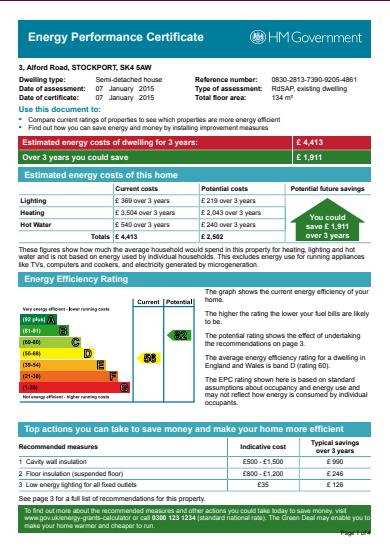 Energy Performance Certificate
HM Government
3, Alford Road, STOCKPORT, SK4 5AW
Dwelling type: Semi-detached house
Reference number: 0830-2813-7390-9205-4861
Date of assessment: 07 January 2015
Type of assessment: RdSAP, existing dwelling
Date of certificate: 07 January 2015
Total floor area: 134 m²
Use this document to:
• Compare current ratings of properties to see which properties are more energy efficient
• Find out how you can save energy and money by installing improvement measures
Estimated energy costs of dwelling for 3 years: £ 4,413
Over 3 years you could save £ 1,911
Estimated energy costs of this home
Current costs Potential costs Potential future savings
Lighting £ 369 over 3 years £ 219 over 3 years
Heating £ 3,504 over 3 years £ 2,043 over 3 years
Hot Water £ 540 over 3 years £ 240 over 3 years
Totals £ 4,413 £ 2,502
You could
save £ 1,911
over 3 years
These figures show how much the average household would spend in this property for heating, lighting and hot
water and is not based on energy used by individual households. This excludes energy use for running appliances
like TVs, computers and cookers, and electricity generated by microgeneration.
Energy Efficiency Rating
Current Potential
Very energy efficient - lower running costs
(92 plus) A
(81-91) B
(69-80) C
(55-68) D
(39-54) E
(21-38) F
(1-20) G
Not energy efficient - higher running costs
56
82
The graph shows the current energy efficiency of your
home.
The higher the rating the lower your fuel bills are likely
to be.
The potential rating shows the effect of undertaking
the recommendations on page 3.
The average energy efficiency rating for a dwelling in
England and Wales is band D (rating 60).
The EPC rating shown here is based on standard
assumptions about occupancy and energy use and
may not reflect how energy is consumed by individual
occupants.
Top actions you can take to save money and make your home more efficient
Recommended measures Indicative cost Typical savings
over 3 years
1 Cavity wall insulation £500 - £1,500 £ 990
2 Floor insulation (suspended floor) £800 - £1,200 £ 246
3 Low energy lighting for all fixed outlets £35 £ 126
See page 3 for a full list of recommendations for this property.
To find out more about the recommended measures and other actions you could take today to save money, visit
www.gov.uk/energy-grants-calculator or call 0300 123 1234 (standard national rate). The Green Deal may enable you to
make your home warmer and cheaper to run.
Page 1 of 4